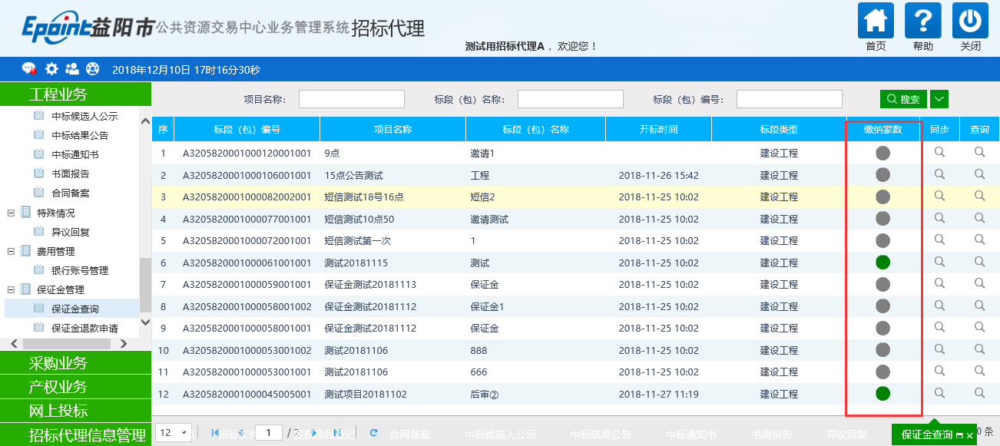 Epoint益阳市公共资源交易中心业务管理系统 招标代理
测试用招标代理A ，欢迎您！
首页 帮助 关闭
2018年12月10日 17时16分30秒
工程业务
中标候选人公示
中标结果公告
中标通知书
书面报告
合同备案
特殊情况
异议回复
费用管理
银行账号管理
保证金管理
保证金查询
保证金退款申请
采购业务
产权业务
网上投标
招标代理信息管理
项目名称： 标段（包）名称： 标段（包）编号： 搜索
序 标段（包）编号 项目名称 标段（包）名称 开标时间 标段类型 缴纳家数 同步 查询
1 A3205820001000120001001 9点 邀请1 建设工程
2 A3205820001000106001001 15点公告测试 工程 2018-11-26 15:42 建设工程
3 A3205820001000082002001 短信测试18号16点 短信2 2018-11-25 10:02 建设工程
4 A3205820001000077001001 短信测试10点50 邀请测试 2018-11-25 10:02 建设工程
5 A3205820001000072001001 短信测试第一次 1 2018-11-25 10:02 建设工程
6 A3205820001000061001001 测试20181115 测试 2018-11-25 10:02 建设工程
7 A3205820001000059001001 保证金测试20181113 保证金 2018-11-25 10:02 建设工程
8 A3205820001000058001002 保证金测试20181112 保证金1 2018-11-25 10:02 建设工程
9 A3205820001000058001001 保证金测试20181112 保证金 2018-11-25 10:02 建设工程
10 A3205820001000053001002 测试20181106 888 2018-11-25 10:02 建设工程
11 A3205820001000053001001 测试20181106 666 2018-11-25 10:02 建设工程
12 A3205820001000045005001 测试项目20181102 后审② 2018-11-27 11:19 建设工程
12 1 /
招标文件 股权项目登记 合同备案 中标候选人公示 中标结果公告 中标通知书 书面报告 异议回复 保证金查询 0 条